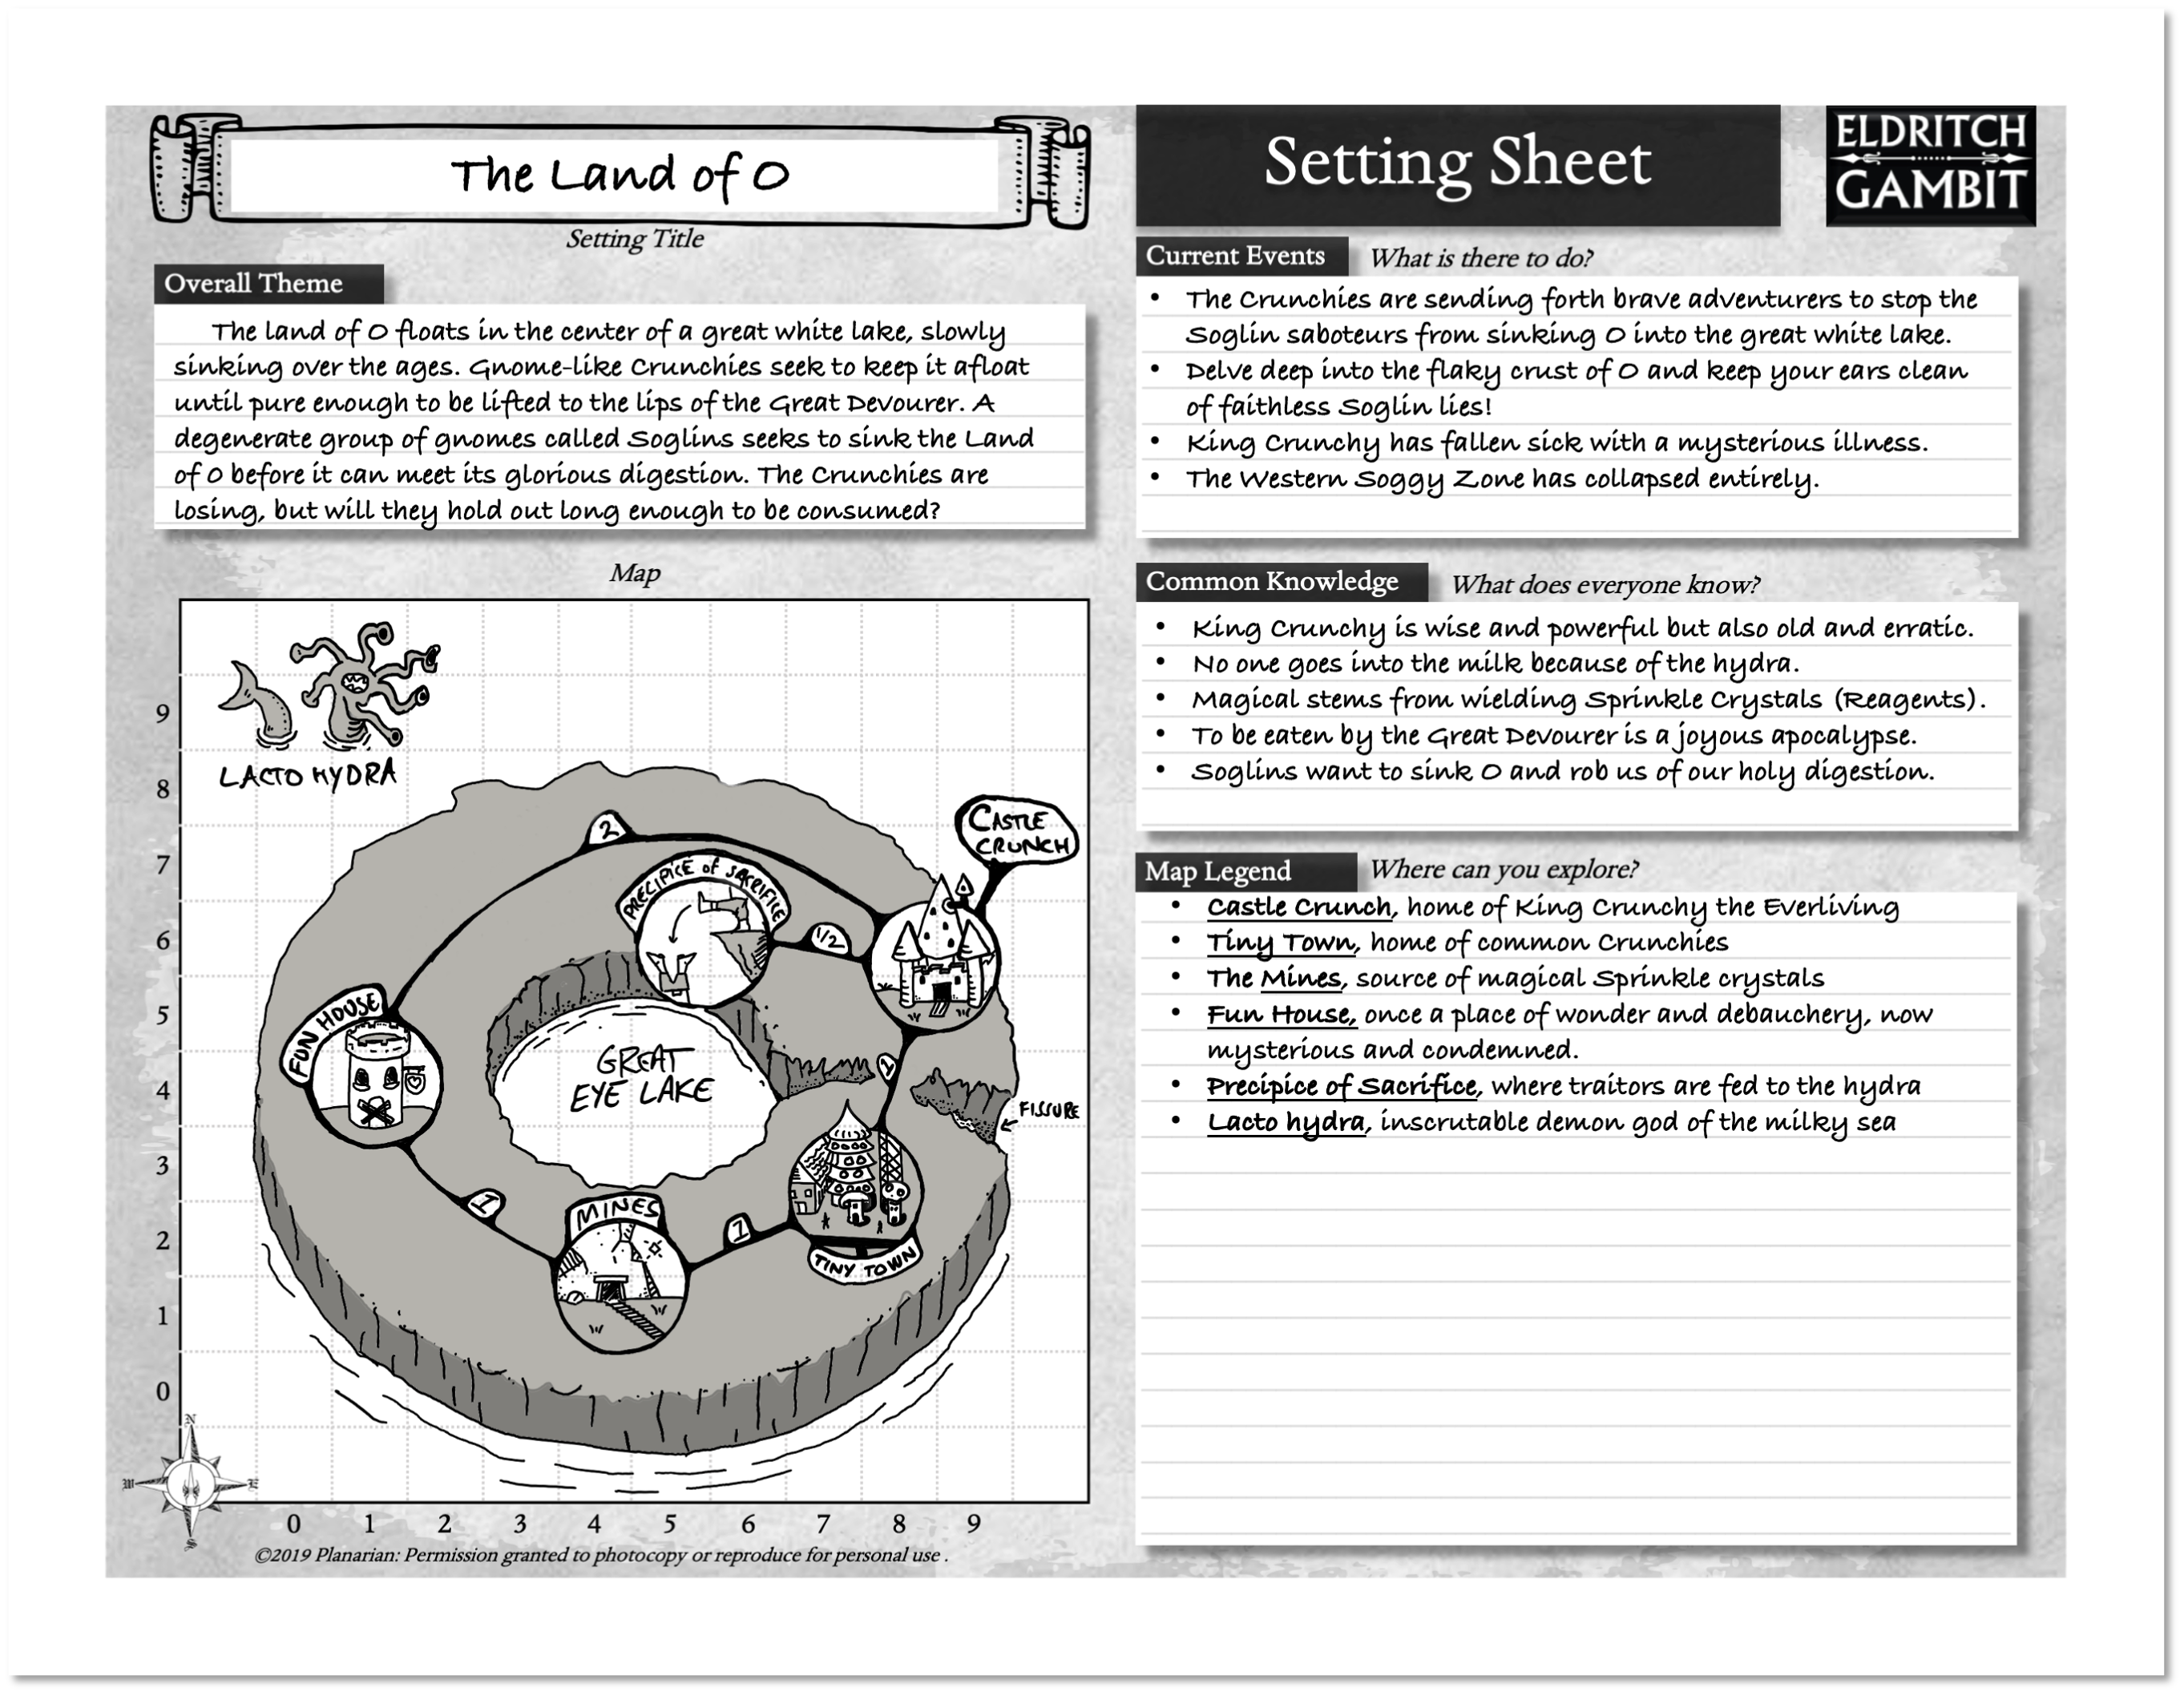 The Land of O
Setting Title
Overall Theme
The land of O floats in the center of a great white lake, slowly
sinking over the ages. Gnome-like Crunchies seek to keep it afloat
until pure enough to be lifted to the lips of the Great Devourer. A
degenerate group of gnomes called Soglins seeks to sink the Land
of O before it can meet its glorious digestion. The Crunchies are
losing, but will they hold out long enough to be consumed?
Map
LACTO HYDRA
CASTLE
CRUNCH
2
PRECIPICE of SACRIFICE
1/2
FUN HOUSE
GREAT
EYE LAKE
1
FISSURE
1
MINES
1
TINY TOWN
9
8
7
6
5
4
3
2
1
0
N
W E
S
0 1 2 3 4 5 6 7 8 9
©2019 Planarian: Permission granted to photocopy or reproduce for personal use .
Setting Sheet
ELDRITCH
GAMBIT
Current Events What is there to do?
• The Crunchies are sending forth brave adventurers to stop the
Soglin saboteurs from sinking O into the great white lake.
• Delve deep into the flaky crust of O and keep your ears clean
of faithless Soglin lies!
• King Crunchy has fallen sick with a mysterious illness.
• The Western Soggy Zone has collapsed entirely.
Common Knowledge What does everyone know?
• King Crunchy is wise and powerful but also old and erratic.
• No one goes into the milk because of the hydra.
• Magical stems from wielding Sprinkle Crystals (Reagents).
• To be eaten by the Great Devourer is a joyous apocalypse.
• Soglins want to sink O and rob us of our holy digestion.
Map Legend Where can you explore?
• Castle Crunch, home of King Crunchy the Everliving
• Tiny Town, home of common Crunchies
• The Mines, source of magical Sprinkle crystals
• Fun House, once a place of wonder and debauchery, now
mysterious and condemned.
• Precipice of Sacrifice, where traitors are fed to the hydra
• Lacto hydra, inscrutable demon god of the milky sea